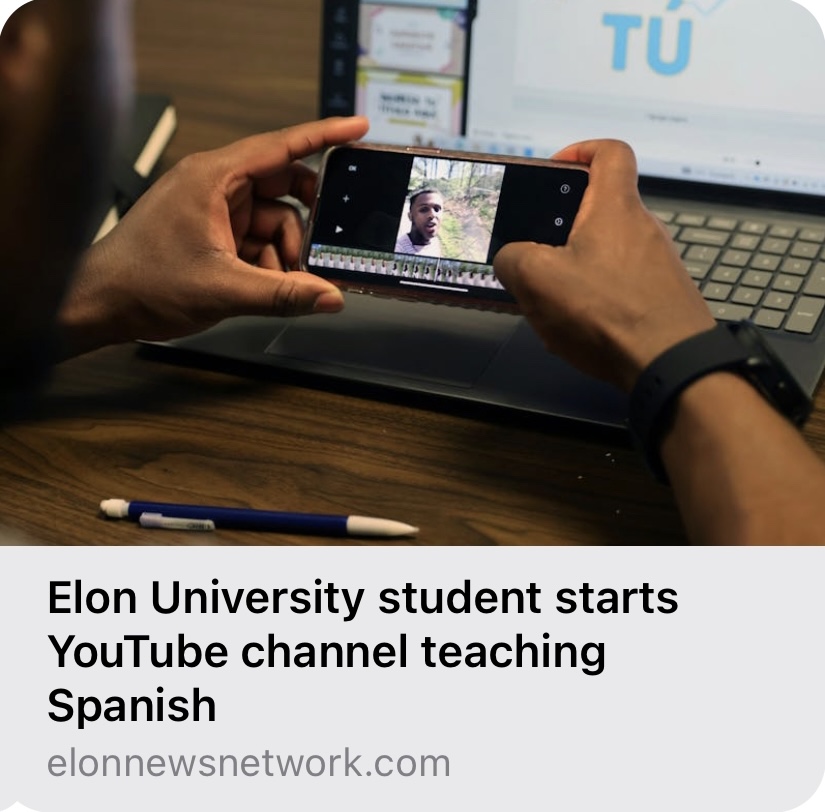 TÚ
Elon University student starts
YouTube channel teaching
Spanish
elonnewsnetwork.com